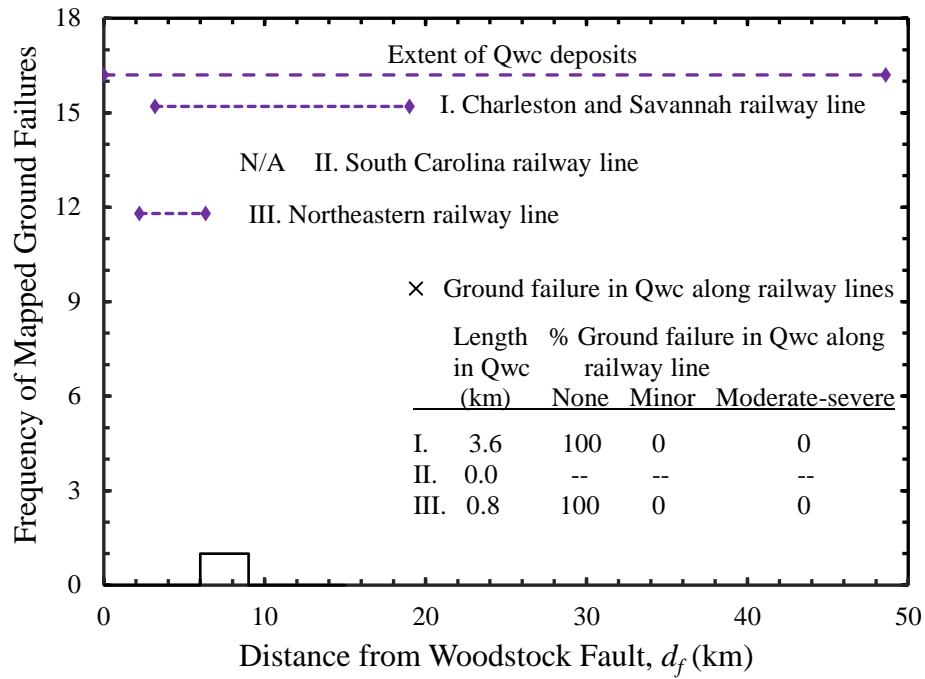 18
15
12
9
6
3
0
Frequency of Mapped Ground Failures
Extent of Qwc deposits
I. Charleston and Savannah railway line
N/A II. South Carolina railway line
III. Northeastern railway line
× Ground failure in Qwc along railway lines
Length % Ground failure in Qwc along
in Qwc railway line
(km) None Minor Moderate-severe
I. 3.6 100 0 0
II. 0.0 -- -- --
III. 0.8 100 0 0
0 10 20 30 40 50
Distance from Woodstock Fault, d_f (km)